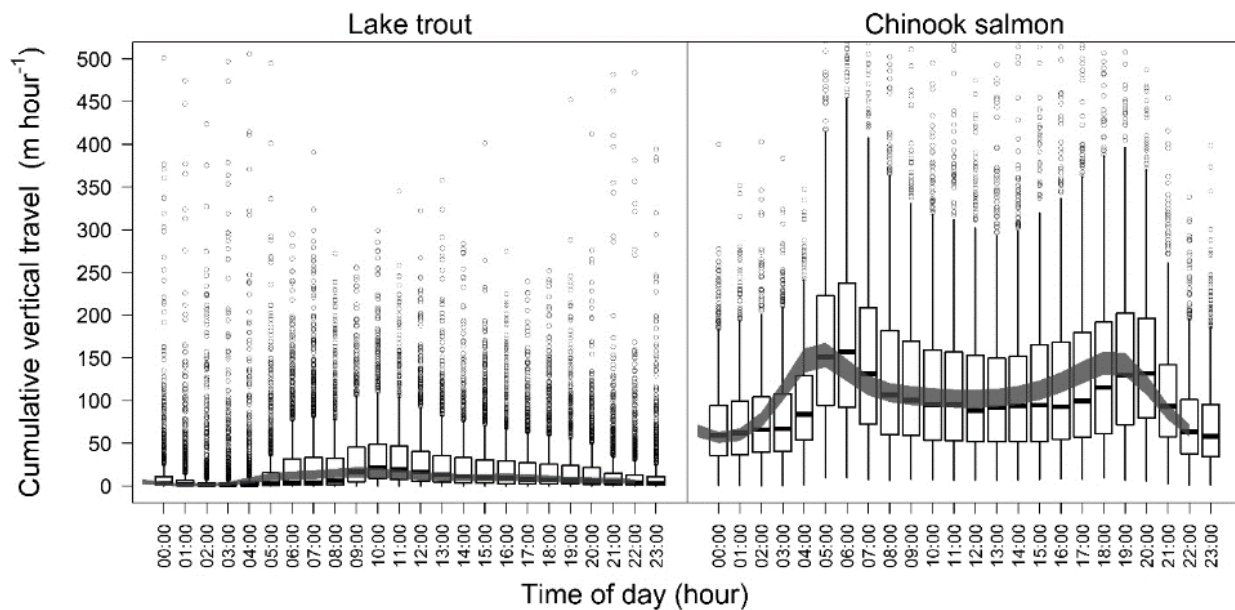 Lake trout Chinook salmon
Cumulative vertical travel (m hour⁻¹)
500
450
400
350
300
250
200
150
100
50
0
00:00 01:00 02:00 03:00 04:00 05:00 06:00 07:00 08:00 09:00 10:00 11:00 12:00 13:00 14:00 15:00 16:00 17:00 18:00 19:00 20:00 21:00 22:00 23:00 00:00 01:00 02:00 03:00 04:00 05:00 06:00 07:00 08:00 09:00 10:00 11:00 12:00 13:00 14:00 15:00 16:00 17:00 18:00 19:00 20:00 21:00 22:00 23:00
Time of day (hour)